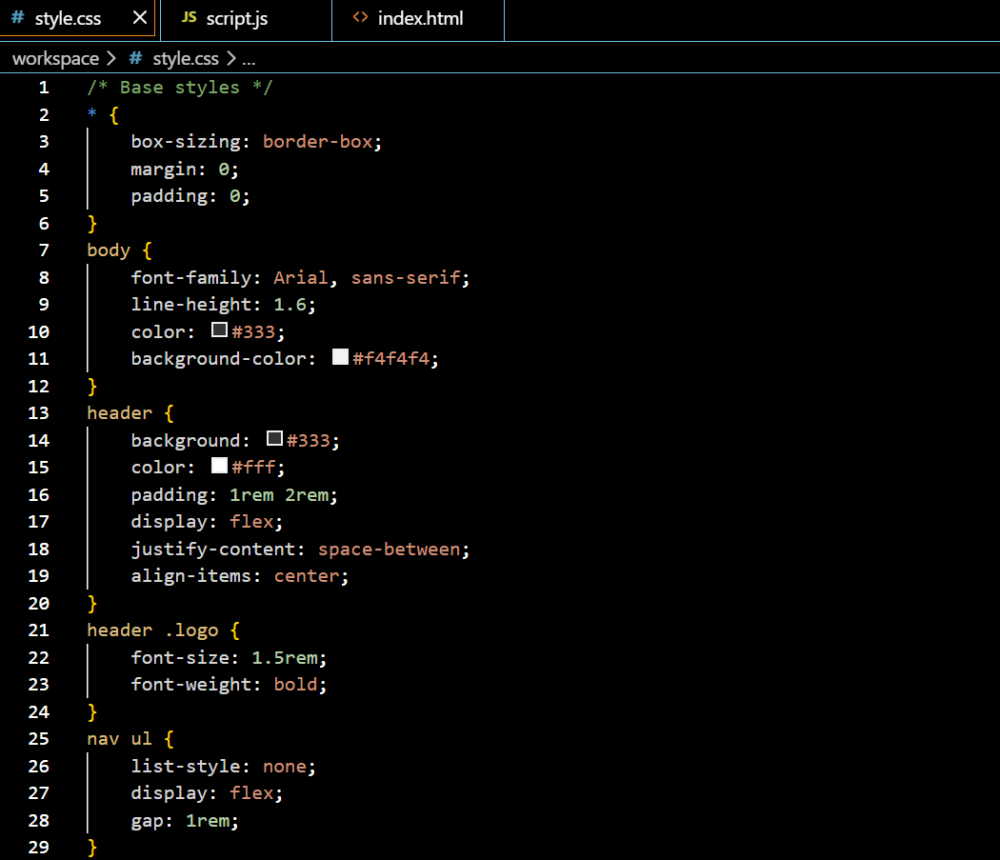 # style.css × JS script.js <> index.html
workspace > # style.css > ...
1 /* Base styles */
2 * {
3     box-sizing: border-box;
4     margin: 0;
5     padding: 0;
6 }
7 body {
8     font-family: Arial, sans-serif;
9     line-height: 1.6;
10     color: #333;
11     background-color: #f4f4f4;
12 }
13 header {
14     background: #333;
15     color: #fff;
16     padding: 1rem 2rem;
17     display: flex;
18     justify-content: space-between;
19     align-items: center;
20 }
21 header .logo {
22     font-size: 1.5rem;
23     font-weight: bold;
24 }
25 nav ul {
26     list-style: none;
27     display: flex;
28     gap: 1rem;
29 }